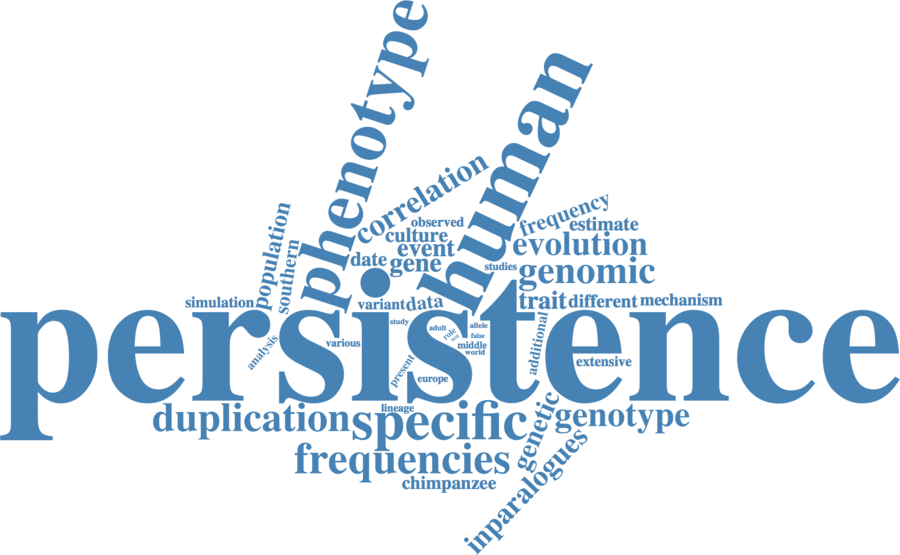 phenotype
human
correlation
population
southern
observed
culture
event
date
gene
frequency
estimate
evolution
studies
genomic
simulation
variant
data
trait
different
mechanism
persistence
analysis
various
study
adult
role
allele
false
middle
world
additional
present
europe
extensive
lineage
duplication
specific
genetic
genotype
frequencies
inparalogues
chimpanzee